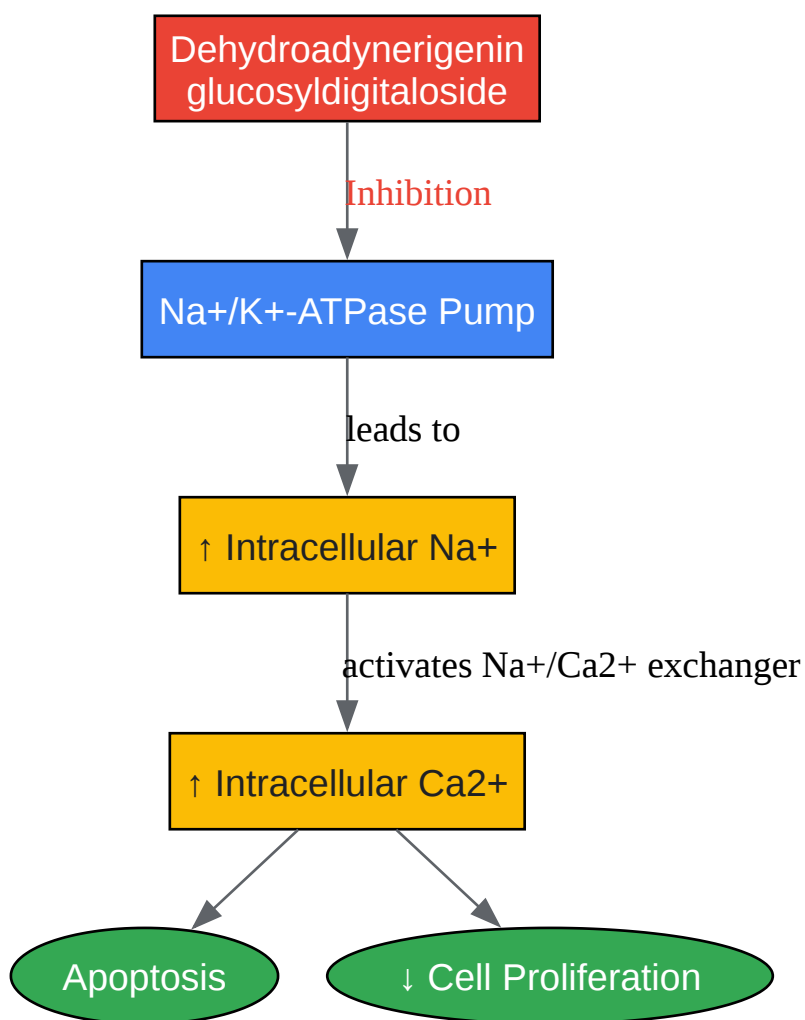 Dehydroadynerigenin
glucosyldigitaloside
Inhibition
Na+/K+-ATPase Pump
leads to
↑ Intracellular Na+
activates Na+/Ca2+ exchanger
↑ Intracellular Ca2+
Apoptosis
↓ Cell Proliferation